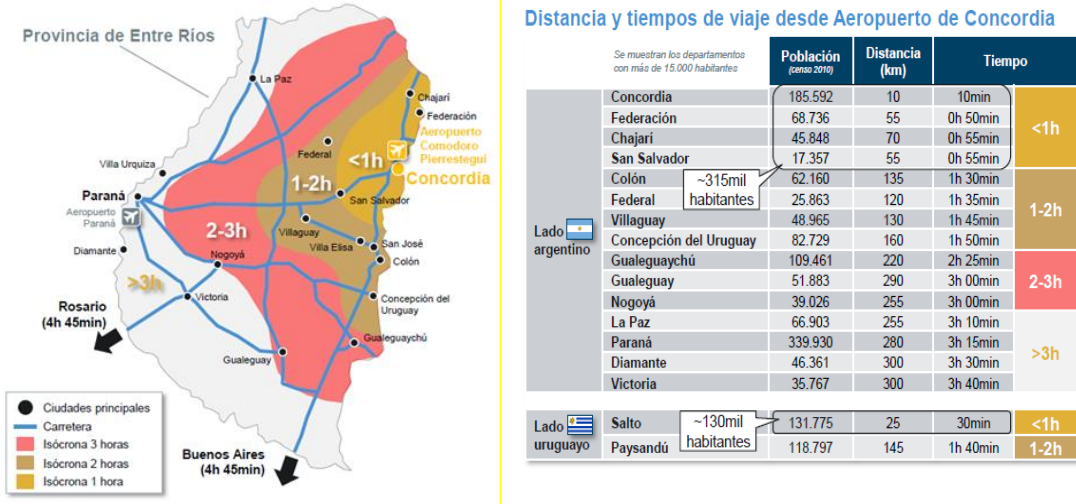 Provincia de Entre Ríos
La Paz
Chajarí
Federación
Aeropuerto
Comodoro
Pierrestegui
Concordia
Federal
<1h
1-2h
San Salvador
Villa Urquiza
Paraná
Aeropuerto
Paraná
2-3h
Villaguay
Villa Elisa
San José
Colón
Diamante
Nogoyá
>3h
Victoria
Concepción del
Uruguay
Rosario
(4h 45min)
Gualeguaychú
Gualeguay
Buenos Aires
(4h 45min)
Ciudades principales
Carretera
Isócrona 3 horas
Isócrona 2 horas
Isócrona 1 hora
Distancia y tiempos de viaje desde Aeropuerto de Concordia
Se muestran los departamentos
con más de 15.000 habitantes
Población
(censo 2010)
Distancia
(km)
Tiempo
Lado
argentino
Concordia 185.592 10 10min
Federación 68.736 55 0h 50min
Chajarí 45.848 70 0h 55min
San Salvador 17.357 55 0h 55min
<1h
~315mil
habitantes
Colón 62.160 135 1h 30min
Federal 25.863 120 1h 35min
Villaguay 48.965 130 1h 45min
Concepción del Uruguay 82.729 160 1h 50min
1-2h
Gualeguaychú 109.461 220 2h 25min
Gualeguay 51.883 290 3h 00min
Nogoyá 39.026 255 3h 00min
2-3h
La Paz 66.903 255 3h 10min
Paraná 339.930 280 3h 15min
Diamante 46.361 300 3h 30min
Victoria 35.767 300 3h 40min
>3h
Lado
uruguayo
Salto 131.775 25 30min <1h
~130mil
habitantes
Paysandú 118.797 145 1h 40min 1-2h